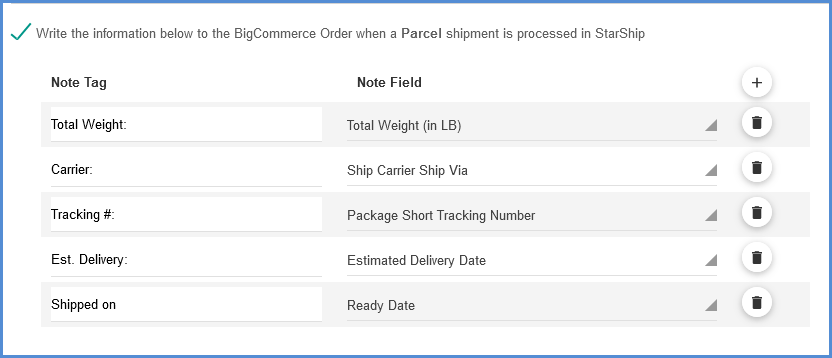 Write the information below to the BigCommerce Order when a Parcel shipment is processed in StarShip
Note Tag Note Field
Total Weight: Total Weight (in LB)
Carrier: Ship Carrier Ship Via
Tracking #: Package Short Tracking Number
Est. Delivery: Estimated Delivery Date
Shipped on Ready Date